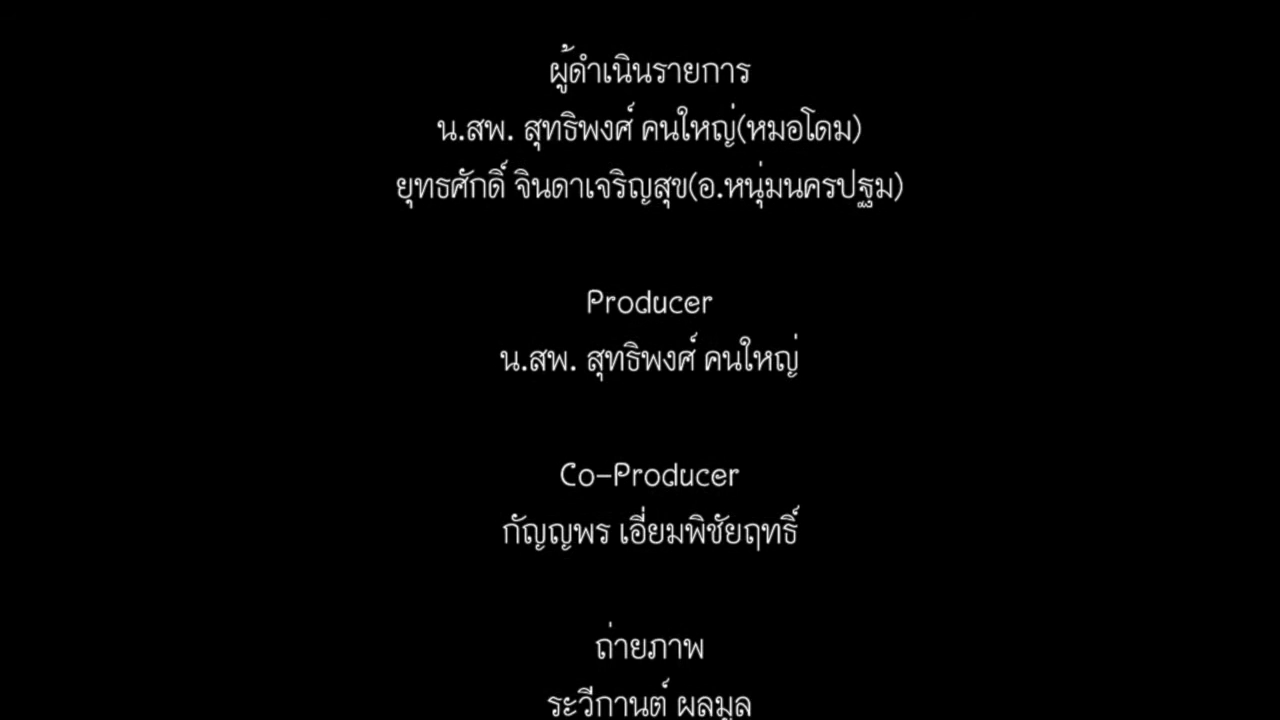 ผู้ดำเนินรายการ
น.สพ. สุทธิพงศ์ คนใหญ่(หมอโดม)
ยุทธศักดิ์ จินดาเจริญสุข(อ.หนุ่มนครปฐม)
Producer
น.สพ. สุทธิพงศ์ คนใหญ่
Co-Producer
กัญญพร เอี่ยมพิชัยฤทธิ์
ถ่ายภาพ
ระวีกานต์ ผลมูล